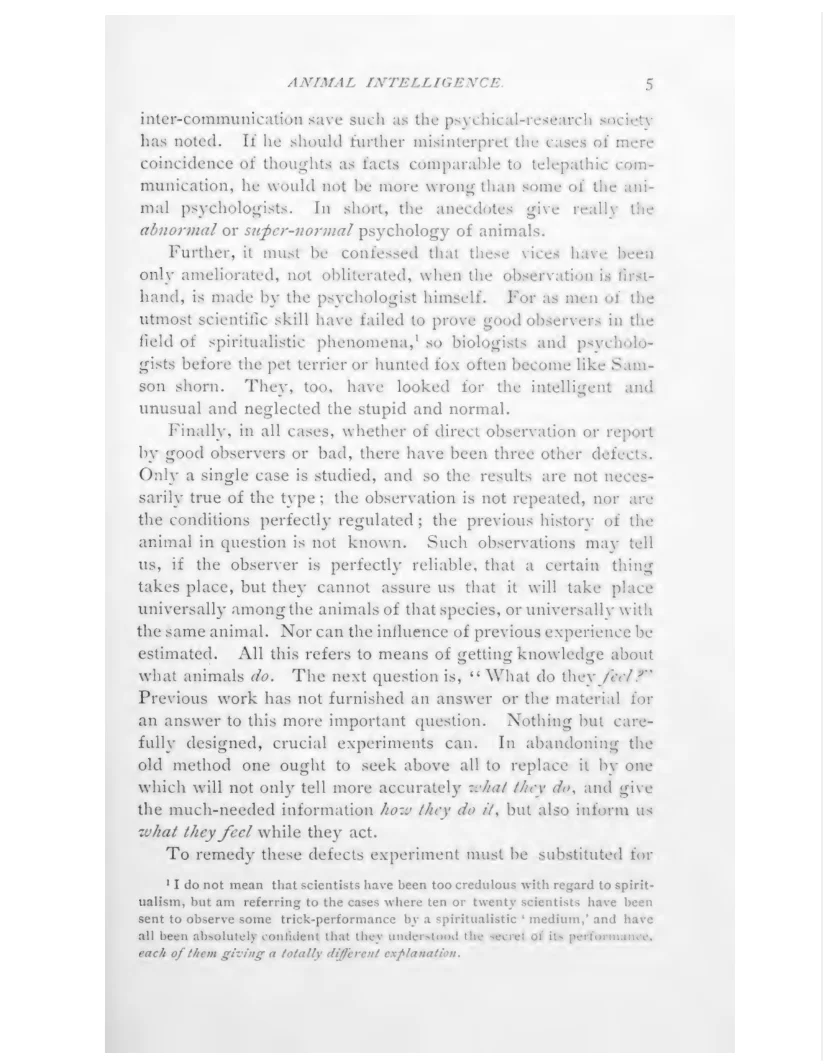 ANIMAL INTELLIGENCE. 5
inter-communication save such as the psychical-research society
has noted. If he should further misinterpret the cases of mere
coincidence of thoughts as facts comparable to telepathic com-
munication, he would not be more wrong than some of the ani-
mal psychologists. In short, the anecdotes give really the
abnormal or super-normal psychology of animals.
Further, it must be confessed that these vices have been
only ameliorated, not obliterated, when the observation is first-
hand, is made by the psychologist himself. For as men of the
utmost scientific skill have failed to prove good observers in the
field of spiritualistic phenomena,¹ so biologists and psycholo-
gists before the pet terrier or hunted fox often become like Sam-
son shorn. They, too, have looked for the intelligent and
unusual and neglected the stupid and normal.
Finally, in all cases, whether of direct observation or report
by good observers or bad, there have been three other defects.
Only a single case is studied, and so the results are not neces-
sarily true of the type; the observation is not repeated, nor are
the conditions perfectly regulated; the previous history of the
animal in question is not known. Such observations may tell
us, if the observer is perfectly reliable, that a certain thing
takes place, but they cannot assure us that it will take place
universally among the animals of that species, or universally with
the same animal. Nor can the influence of previous experience be
estimated. All this refers to means of getting knowledge about
what animals do. The next question is, “What do they feel?”
Previous work has not furnished an answer or the material for
an answer to this more important question. Nothing but care-
fully designed, crucial experiments can. In abandoning the
old method one ought to seek above all to replace it by one
which will not only tell more accurately what they do, and give
the much-needed information how they do it, but also inform us
what they feel while they act.
To remedy these defects experiment must be substituted for
¹ I do not mean that scientists have been too credulous with regard to spirit-
ualism, but am referring to the cases where ten or twenty scientists have been
sent to observe some trick-performance by a spiritualistic ‘medium,’ and have
all been absolutely confident that they understood the secret of its performance,
each of them giving a totally different explanation.